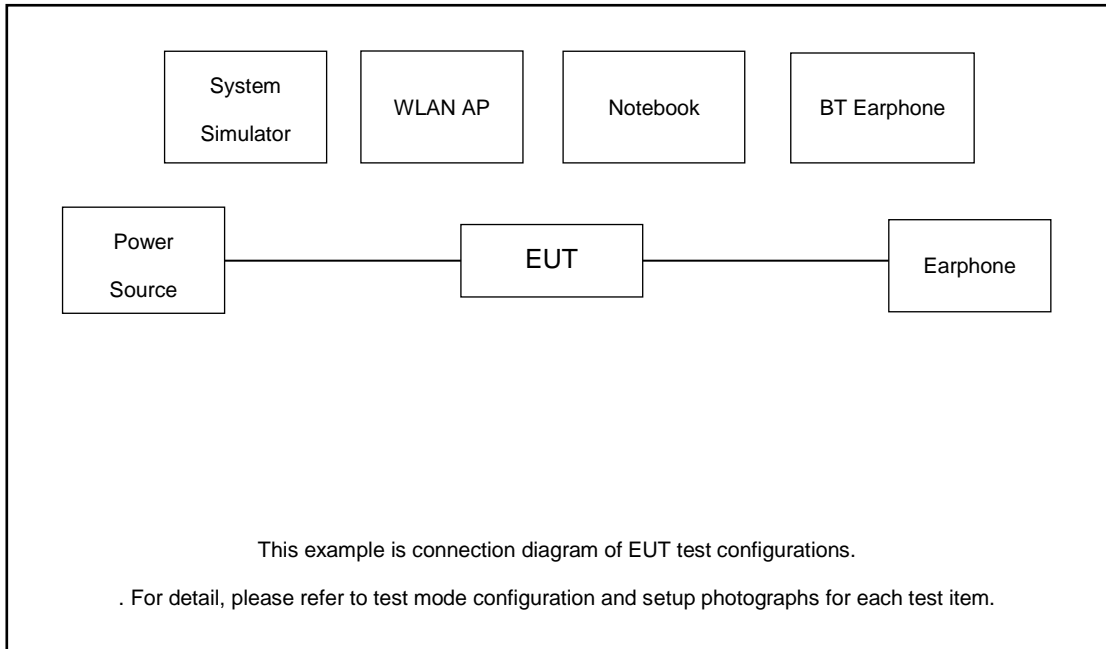 System
Simulator
WLAN AP
Notebook
BT Earphone
Power
Source
EUT
Earphone
This example is connection diagram of EUT test configurations.
. For detail, please refer to test mode configuration and setup photographs for each test item.